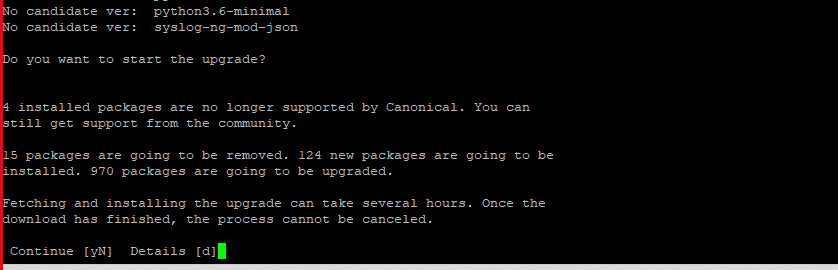 No candidate ver:  python3.6-minimal
No candidate ver:  syslog-ng-mod-json
Do you want to start the upgrade?
4 installed packages are no longer supported by Canonical. You can
still get support from the community.
15 packages are going to be removed. 124 new packages are going to be
installed. 970 packages are going to be upgraded.
Fetching and installing the upgrade can take several hours. Once the
download has finished, the process cannot be canceled.
Continue [yN]  Details [d]